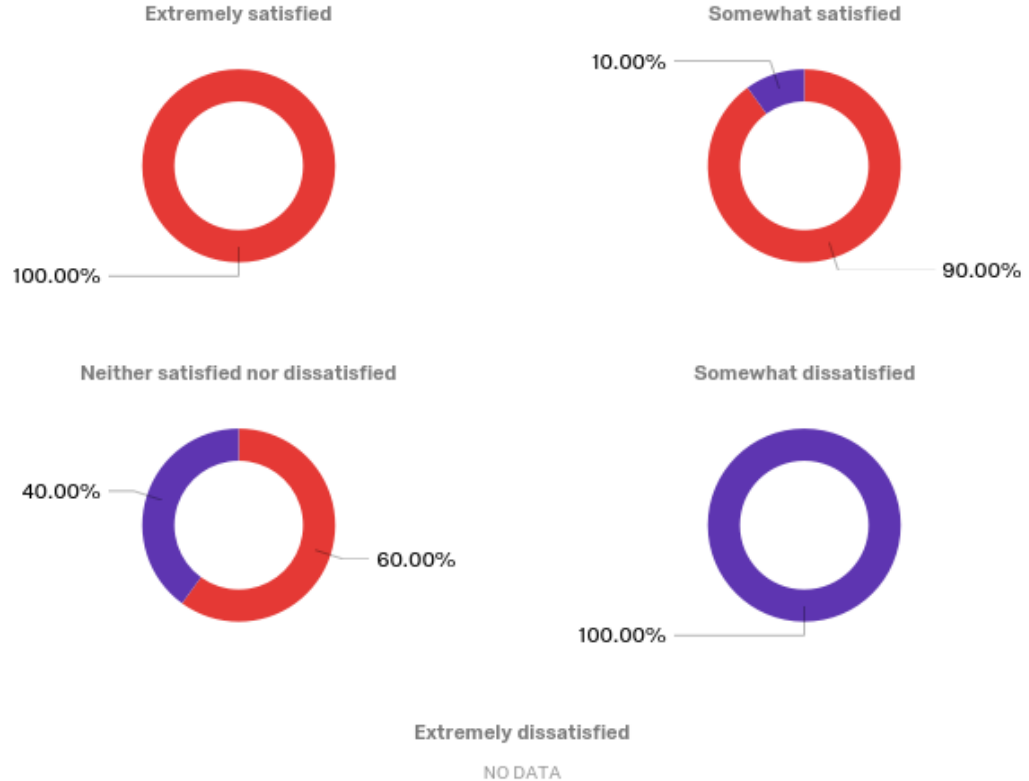 Extremely satisfied
100.00%
Somewhat satisfied
10.00%
90.00%
Neither satisfied nor dissatisfied
40.00%
60.00%
Somewhat dissatisfied
100.00%
Extremely dissatisfied
NO DATA